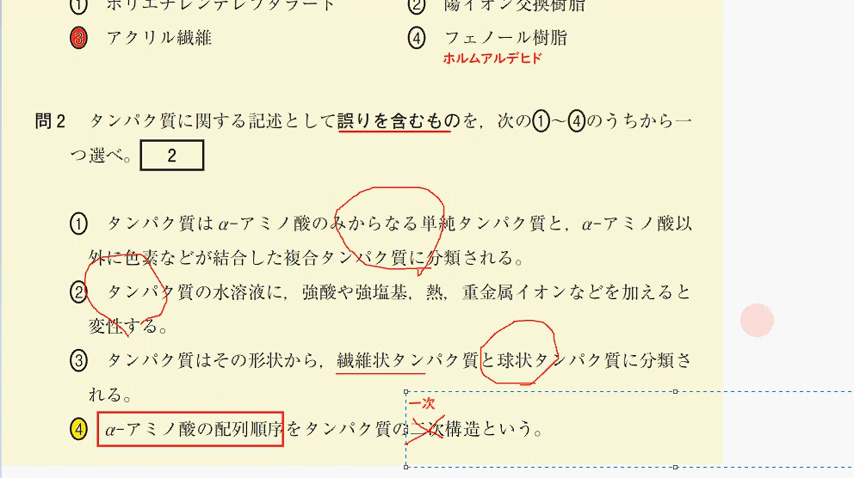 ① ポリエチレンテレフタラート ② 陽イオン交換樹脂
③ アクリル繊維 ④ フェノール樹脂
ホルムアルデヒド
問2 タンパク質に関する記述として誤りを含むものを，次の①～④のうちから一
つ選べ。 2
① タンパク質はα-アミノ酸のみからなる単純タンパク質と，α-アミノ酸以
外に色素などが結合した複合タンパク質に分類される。
② タンパク質の水溶液に，強酸や強塩基，熱，重金属イオンなどを加えると
変性する。
③ タンパク質はその形状から，繊維状タンパク質と球状タンパク質に分類さ
れる。
一次
④ α-アミノ酸の配列順序をタンパク質の二次構造という。